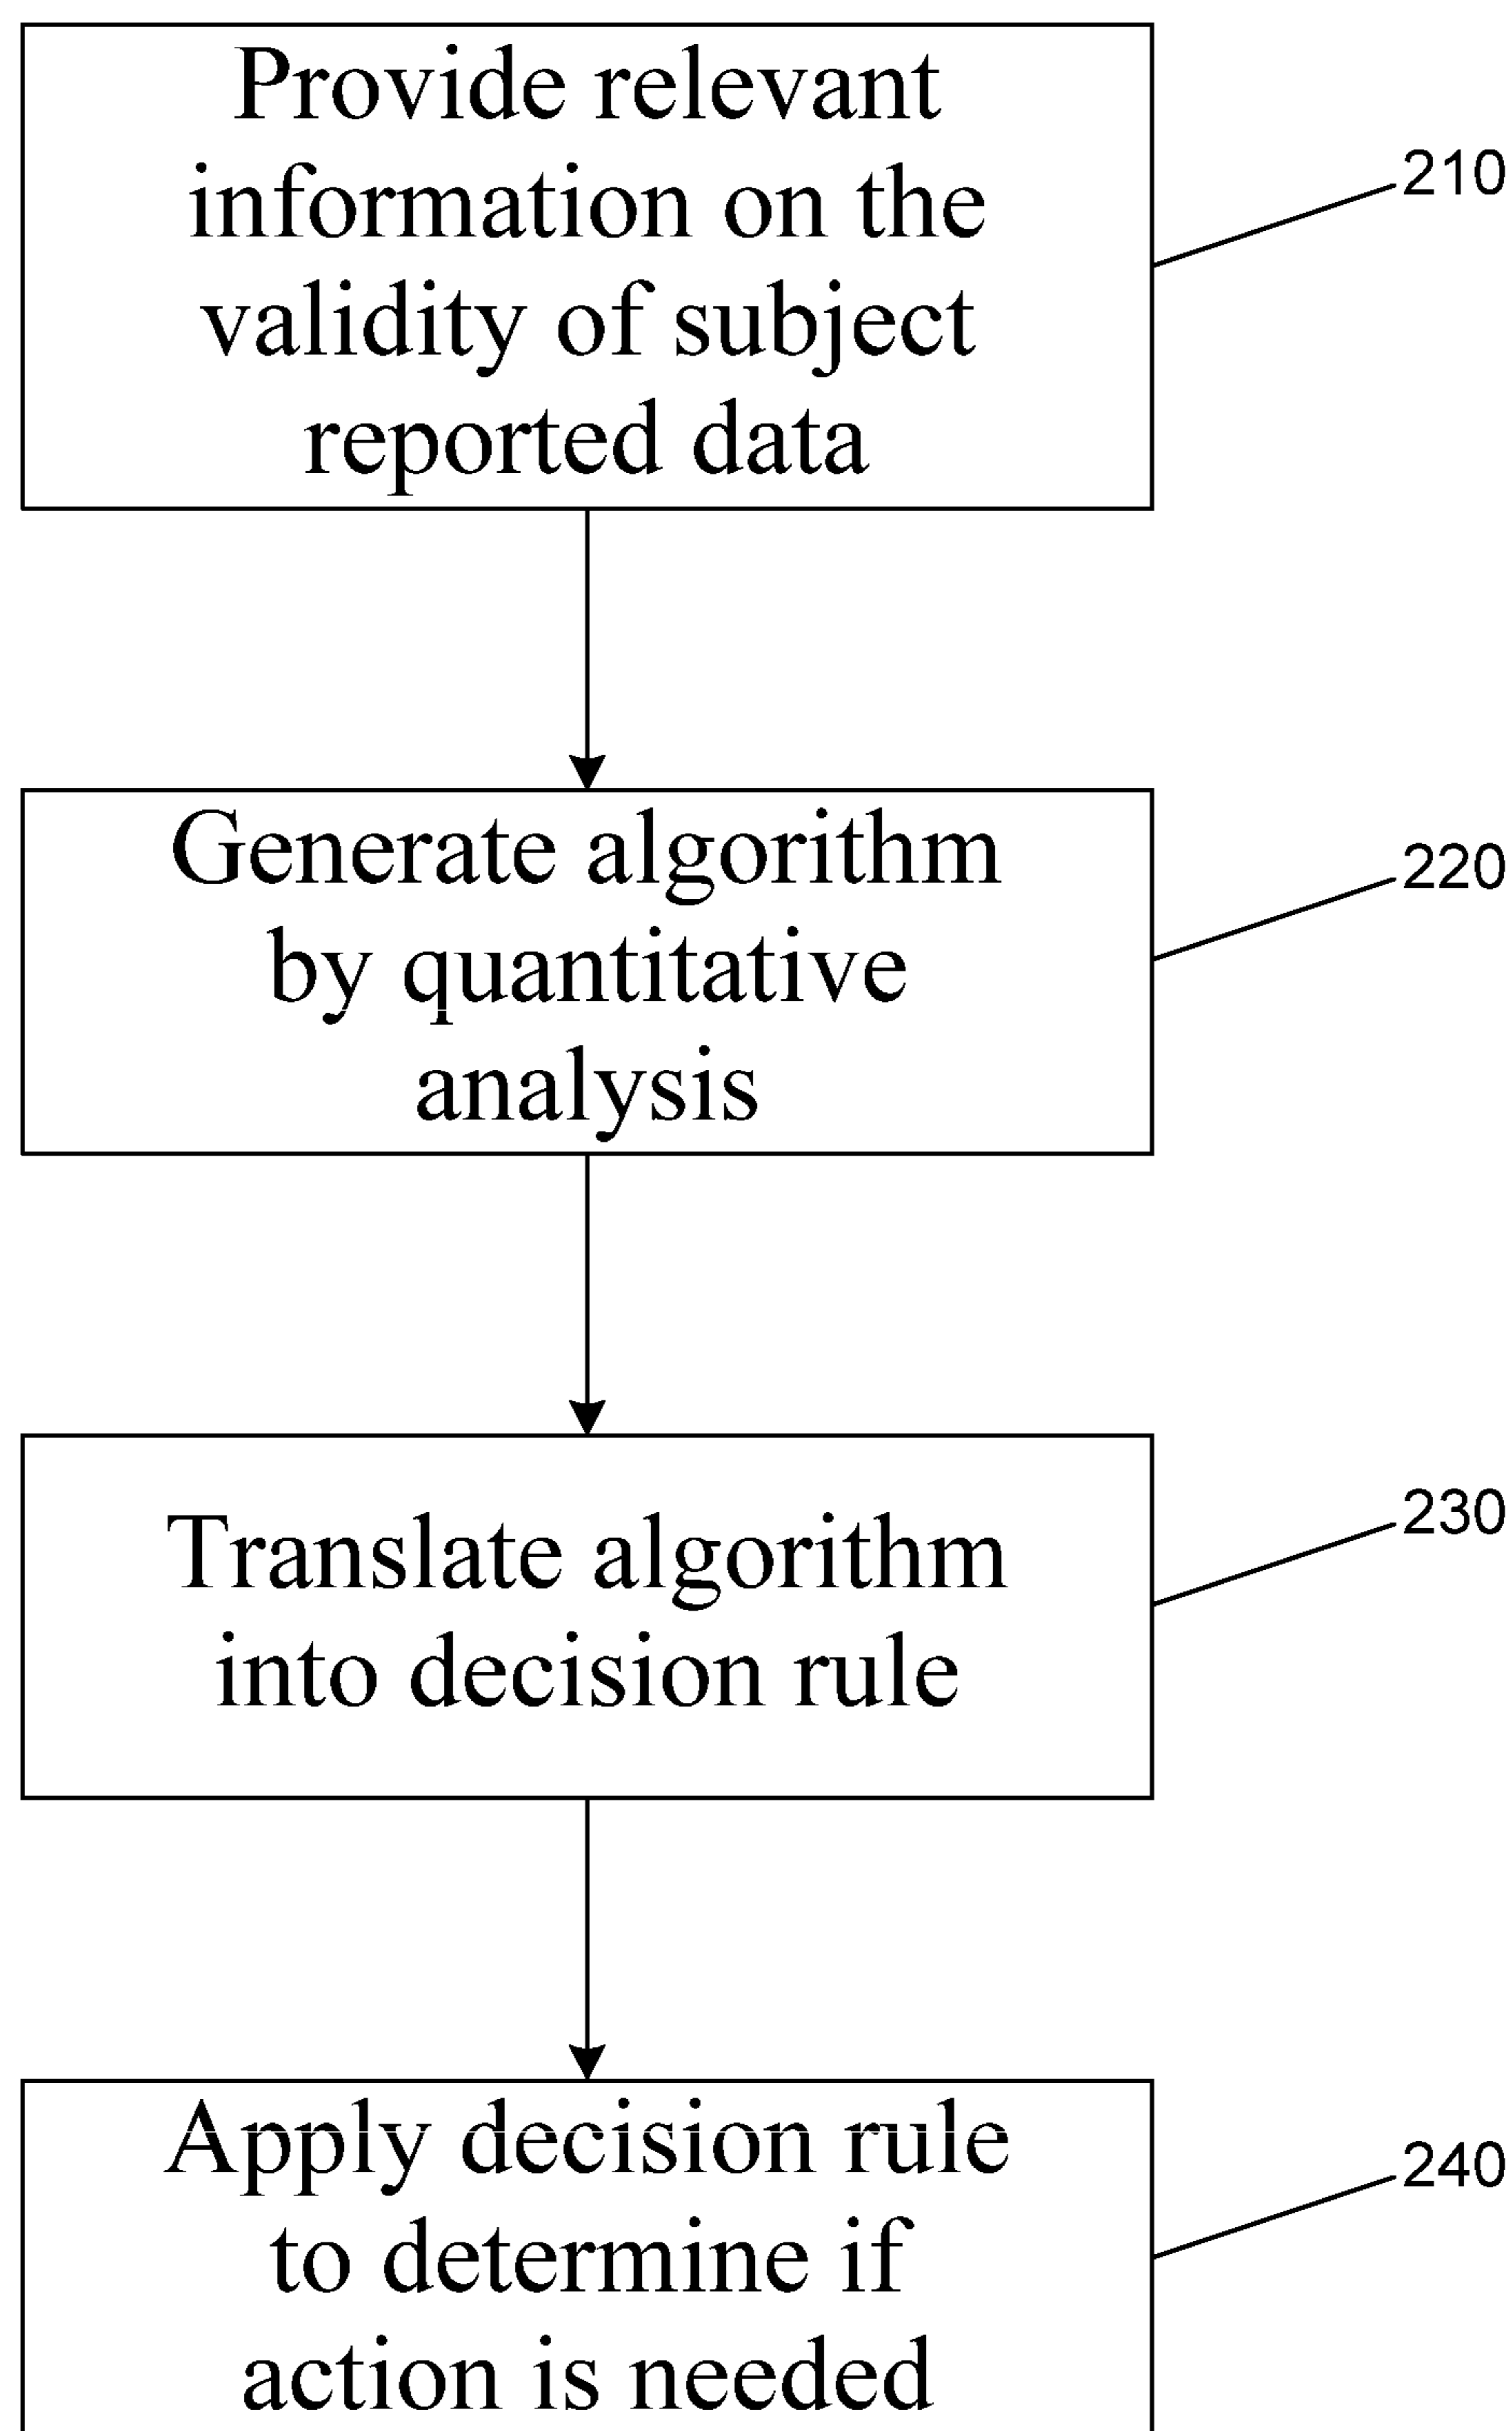 Provide relevant
information on the
validity of subject
reported data
210
Generate algorithm
by quantitative
analysis
220
Translate algorithm
into decision rule
230
Apply decision rule
to determine if
action is needed
240